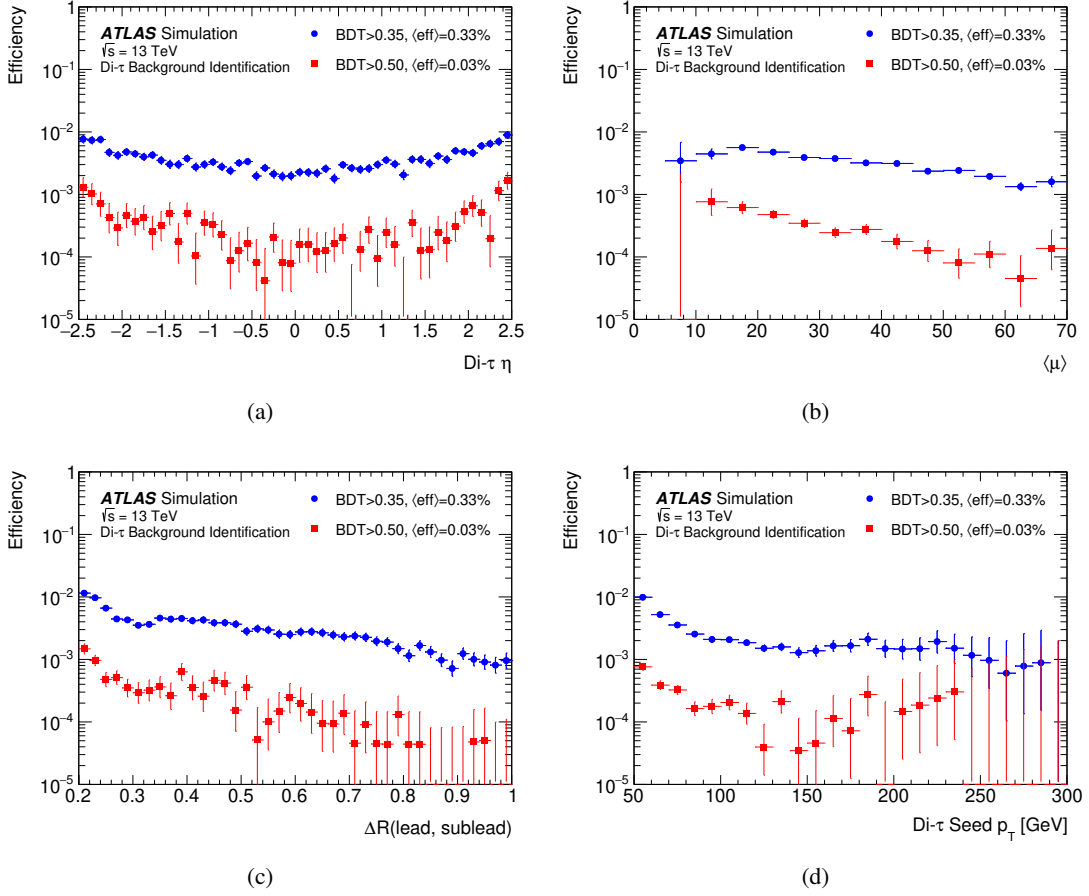 Efficiency
1
10−1
10−2
10−3
10−4
10−5
ATLAS Simulation
√s = 13 TeV
Di-τ Background Identification
BDT>0.35, ⟨eff⟩=0.33%
BDT>0.50, ⟨eff⟩=0.03%
−2.5 −2 −1.5 −1 −0.5 0 0.5 1 1.5 2 2.5
Di-τ η
(a)
Efficiency
1
10−1
10−2
10−3
10−4
10−5
ATLAS Simulation
√s = 13 TeV
Di-τ Background Identification
BDT>0.35, ⟨eff⟩=0.33%
BDT>0.50, ⟨eff⟩=0.03%
0 10 20 30 40 50 60 70
⟨μ⟩
(b)
Efficiency
1
10−1
10−2
10−3
10−4
10−5
ATLAS Simulation
√s = 13 TeV
Di-τ Background Identification
BDT>0.35, ⟨eff⟩=0.33%
BDT>0.50, ⟨eff⟩=0.03%
0.2 0.3 0.4 0.5 0.6 0.7 0.8 0.9 1
ΔR(lead, sublead)
(c)
Efficiency
1
10−1
10−2
10−3
10−4
10−5
ATLAS Simulation
√s = 13 TeV
Di-τ Background Identification
BDT>0.35, ⟨eff⟩=0.33%
BDT>0.50, ⟨eff⟩=0.03%
50 100 150 200 250 300
Di-τ Seed pT [GeV]
(d)